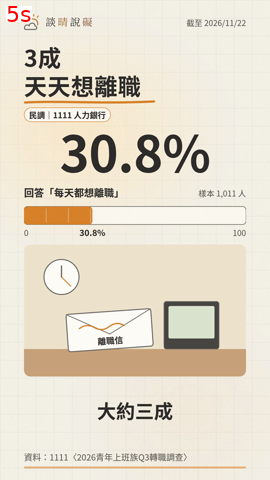 5s
談晴說礙
截至 2026/11/22
3成
天天想離職
民調｜1111 人力銀行
30.8%
回答「每天都想離職」
樣本 1,011 人
0
30.8%
100
離職信
大約三成
資料：1111〈2026青年上班族Q3轉職調查〉